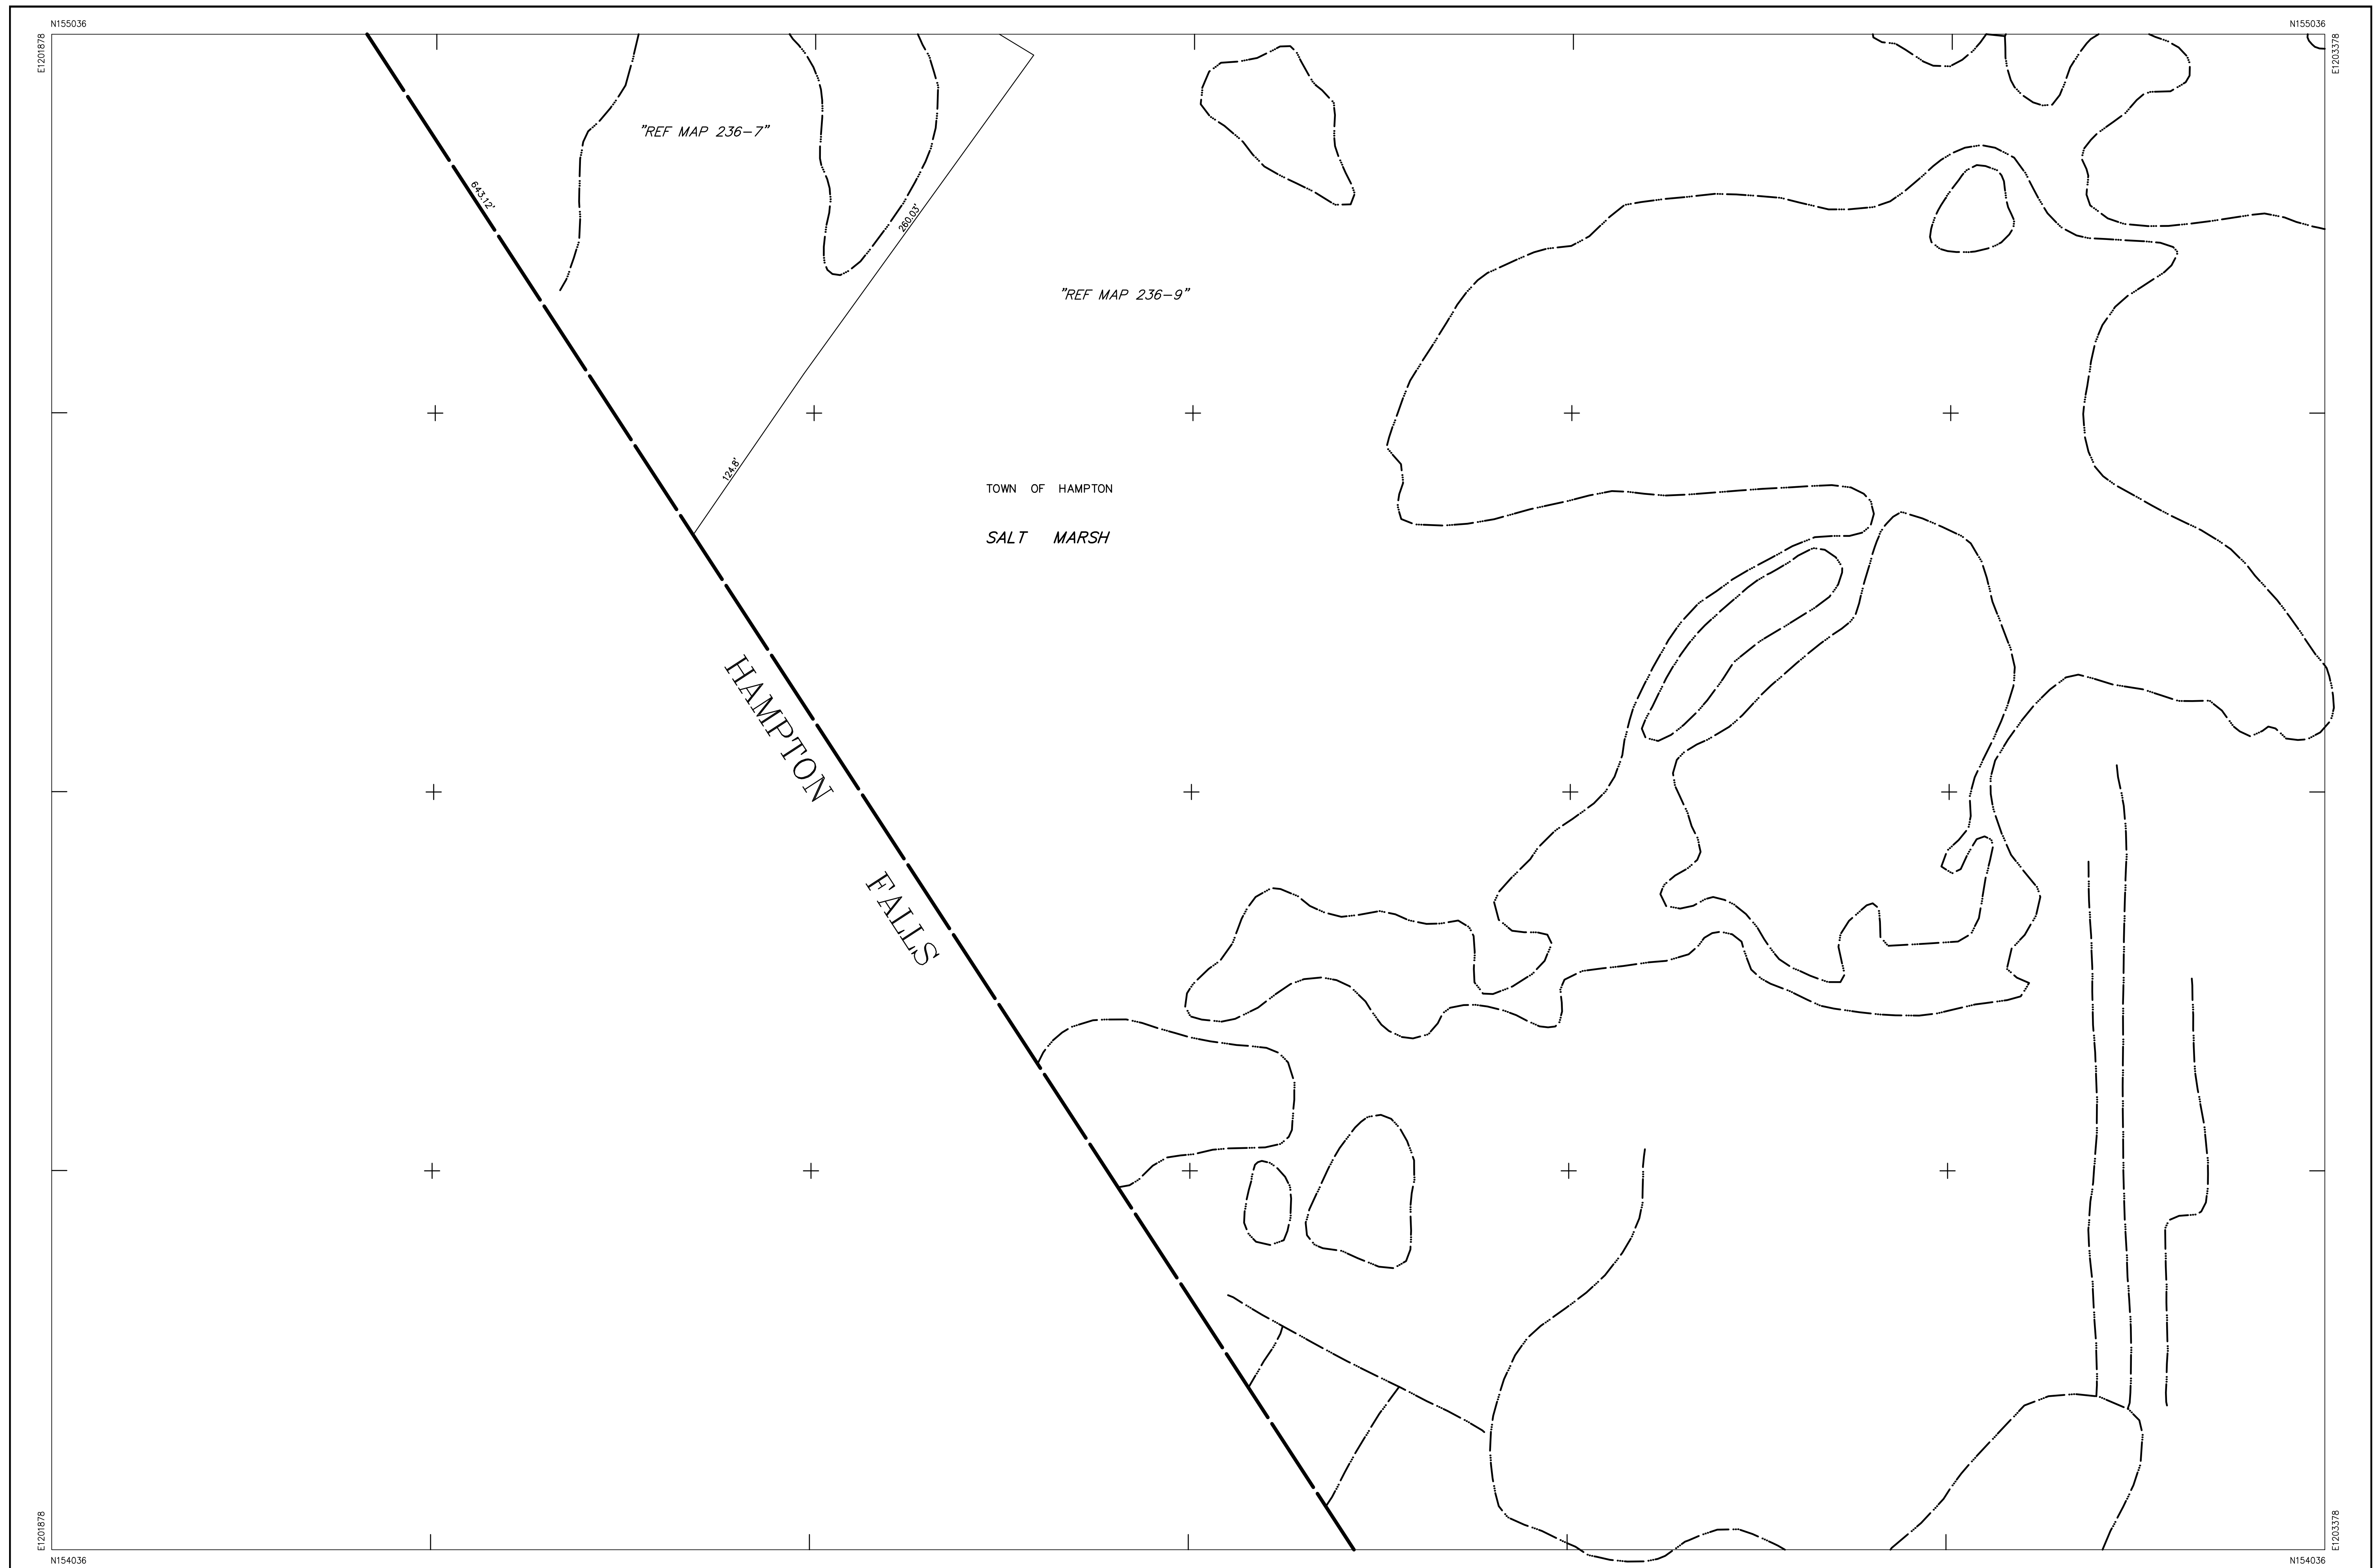 N155036
N155036
E1201878
E1203378
"REF MAP 236-7"
643.12'
260.03'
"REF MAP 236-9"
124.8'
TOWN OF HAMPTON
SALT MARSH
HAMPTON
FALLS
E1201878
E1203378
N154036
N154036